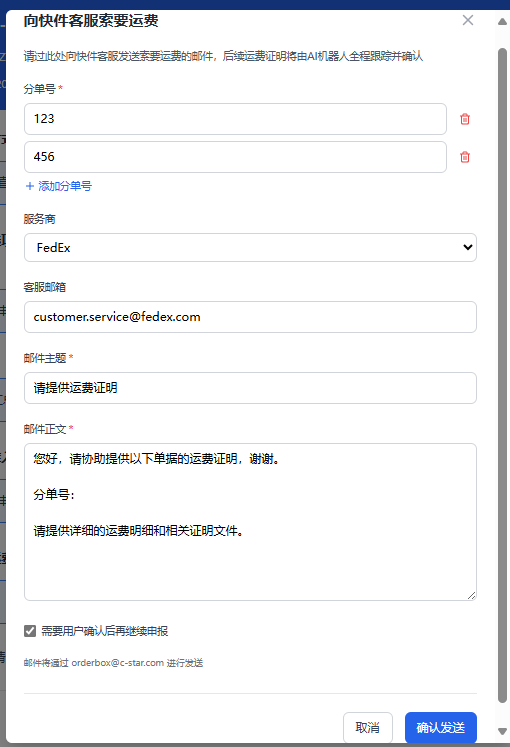 向快件客服索要运费
请过此处向快件客服发送索要运费的邮件，后续运费证明将由AI机器人全程跟踪并确认
分单号 *
123
456
+ 添加分单号
服务商
FedEx
客服邮箱
customer.service@fedex.com
邮件主题 *
请提供运费证明
邮件正文 *
您好，请协助提供以下单据的运费证明，谢谢。
分单号：
请提供详细的运费明细和相关证明文件。
需要用户确认后再继续申报
邮件将通过 orderbox@c-star.com 进行发送
取消
确认发送